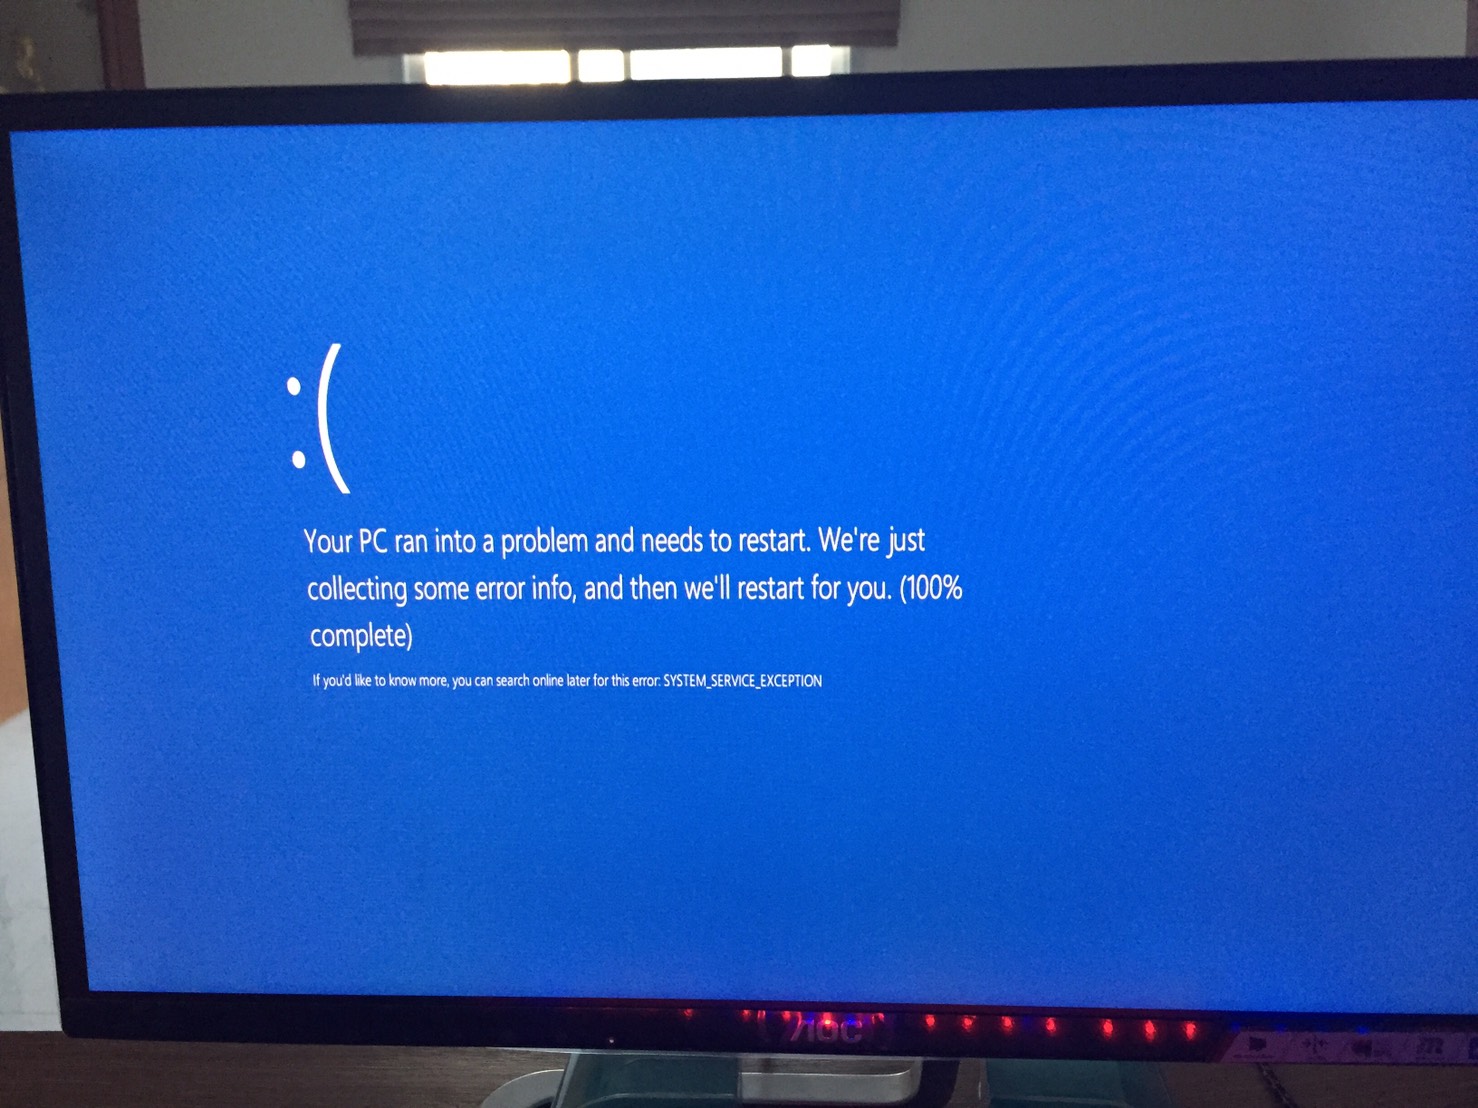 :(
Your PC ran into a problem and needs to restart. We're just
collecting some error info, and then we'll restart for you. (100%
complete)
If you'd like to know more, you can search online later for this error: SYSTEM_SERVICE_EXCEPTION
AOC